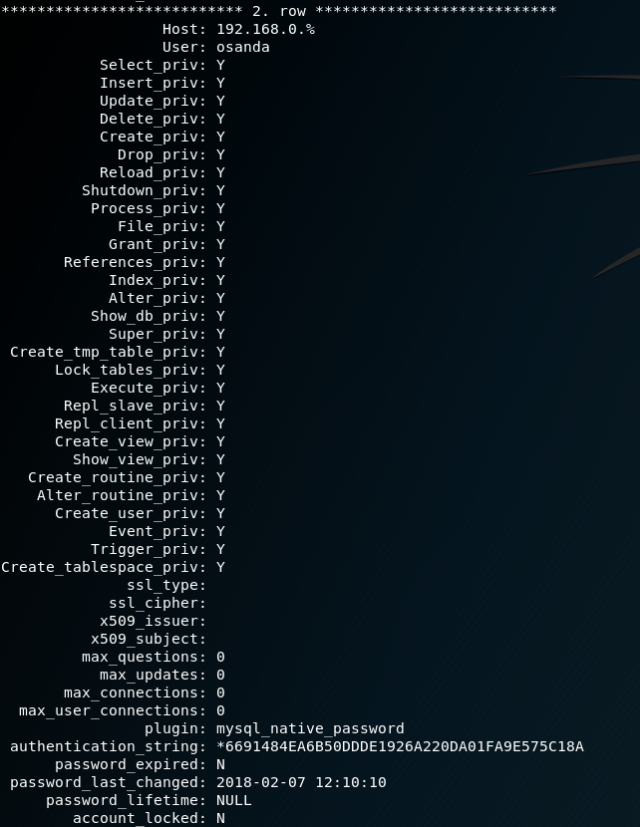 *************************** 2. row ***************************
Host: 192.168.0.%
User: osanda
Select_priv: Y
Insert_priv: Y
Update_priv: Y
Delete_priv: Y
Create_priv: Y
Drop_priv: Y
Reload_priv: Y
Shutdown_priv: Y
Process_priv: Y
File_priv: Y
Grant_priv: Y
References_priv: Y
Index_priv: Y
Alter_priv: Y
Show_db_priv: Y
Super_priv: Y
Create_tmp_table_priv: Y
Lock_tables_priv: Y
Execute_priv: Y
Repl_slave_priv: Y
Repl_client_priv: Y
Create_view_priv: Y
Show_view_priv: Y
Create_routine_priv: Y
Alter_routine_priv: Y
Create_user_priv: Y
Event_priv: Y
Trigger_priv: Y
Create_tablespace_priv: Y
ssl_type:
ssl_cipher:
x509_issuer:
x509_subject:
max_questions: 0
max_updates: 0
max_connections: 0
max_user_connections: 0
plugin: mysql_native_password
authentication_string: *6691484EA6B50DDDE1926A220DA01FA9E575C18A
password_expired: N
password_last_changed: 2018-02-07 12:10:10
password_lifetime: NULL
account_locked: N